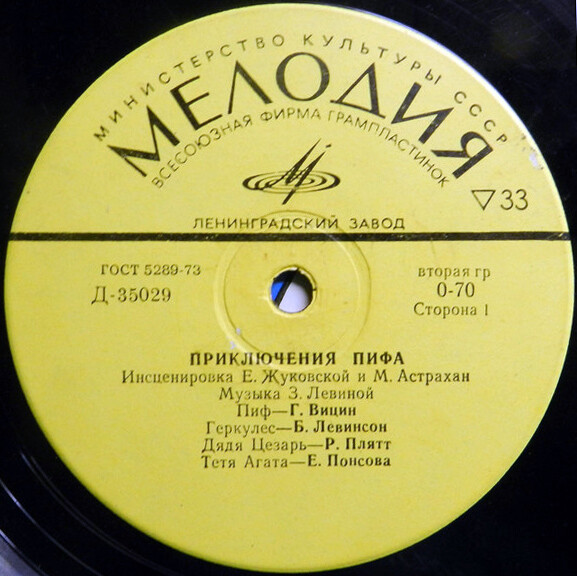 МИНИСТЕРСТВО КУЛЬТУРЫ СССР
МЕЛОДИЯ
ВСЕСОЮЗНАЯ ФИРМА ГРАМПЛАСТИНОК
▽33
ЛЕНИНГРАДСКИЙ ЗАВОД
ГОСТ 5289-73
Д-35029
вторая гр
0-70
Сторона 1
ПРИКЛЮЧЕНИЯ ПИФА
Инсценировка Е. Жуковской и М. Астрахан
Музыка З. Левиной
Пиф—Г. Вицин
Геркулес—Б. Левинсон
Дядя Цезарь—Р. Плятт
Тетя Агата—Е. Понсова